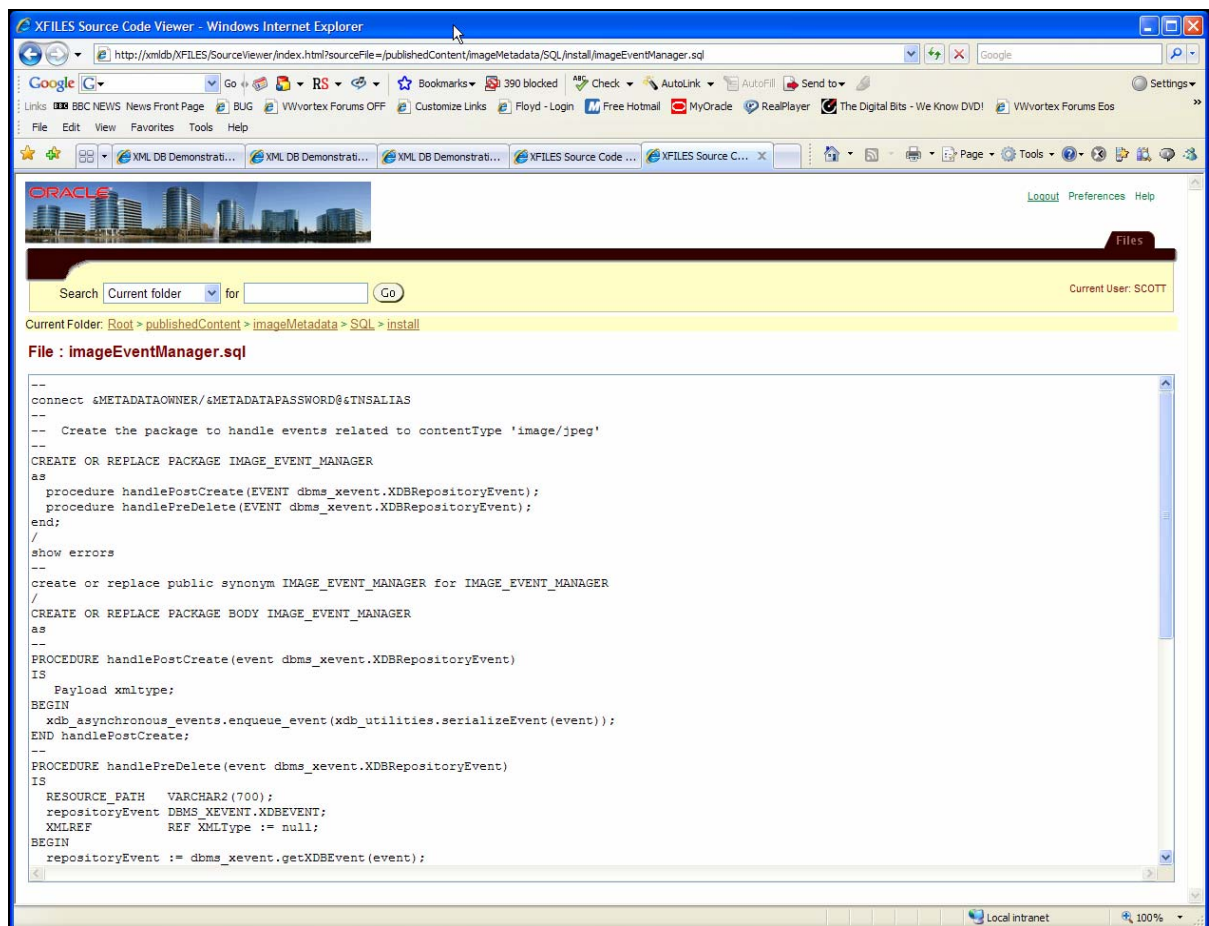 XFILES Source Code Viewer - Windows Internet Explorer
http://xmldb/XFILES/SourceViewer/index.html?sourceFile=/publishedContent/imageMetadata/SQL/install/imageEventManager.sql
Google
Google G Go RS Bookmarks 390 blocked Check AutoLink AutoFill Send to Settings
Links BBC NEWS News Front Page BUG VWvortex Forums OFF Customize Links Floyd - Login Free Hotmail MyOracle RealPlayer The Digital Bits - We Know DVD! VWvortex Forums Eos »
File Edit View Favorites Tools Help
XML DB Demonstrati... XML DB Demonstrati... XML DB Demonstrati... XFILES Source Code ... XFILES Source C... X Page Tools
ORACLE
Logout Preferences Help
Files
Search Current folder for Go
Current User: SCOTT
Current Folder: Root > publishedContent > imageMetadata > SQL > install
File : imageEventManager.sql
--
connect &METADATAOWNER/&METADATAPASSWORD@&TNSALIAS
--
-- Create the package to handle events related to contentType 'image/jpeg'
--
CREATE OR REPLACE PACKAGE IMAGE_EVENT_MANAGER
as
procedure handlePostCreate(EVENT dbms_xevent.XDBRepositoryEvent);
procedure handlePreDelete(EVENT dbms_xevent.XDBRepositoryEvent);
end;
/
show errors
--
create or replace public synonym IMAGE_EVENT_MANAGER for IMAGE_EVENT_MANAGER
/
CREATE OR REPLACE PACKAGE BODY IMAGE_EVENT_MANAGER
as
--
PROCEDURE handlePostCreate(event dbms_xevent.XDBRepositoryEvent)
IS
Payload xmltype;
BEGIN
xdb_asynchronous_events.enqueue_event(xdb_utilities.serializeEvent(event));
END handlePostCreate;
--
PROCEDURE handlePreDelete(event dbms_xevent.XDBRepositoryEvent)
IS
RESOURCE_PATH VARCHAR2(700);
repositoryEvent DBMS_XEVENT.XDBEVENT;
XMLREF REF XMLType := null;
BEGIN
repositoryEvent := dbms_xevent.getXDBEvent(event);
Local intranet 100%